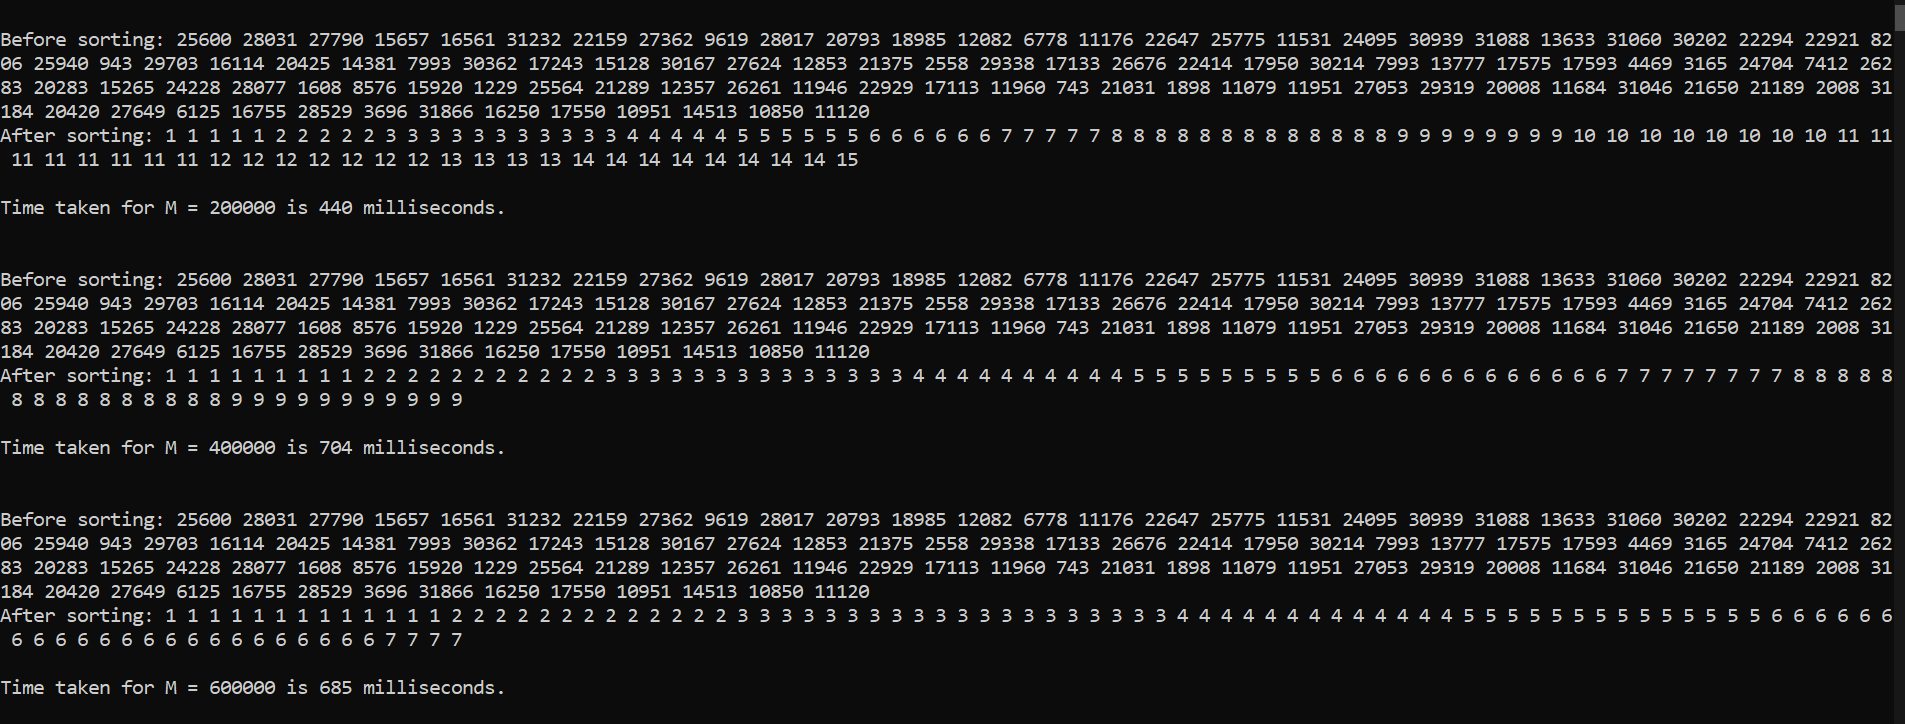 Before sorting: 25600 28031 27790 15657 16561 31232 22159 27362 9619 28017 20793 18985 12082 6778 11176 22647 25775 11531 24095 30939 31088 13633 31060 30202 22294 22921 82
06 25940 943 29703 16114 20425 14381 7993 30362 17243 15128 30167 27624 12853 21375 2558 29338 17133 26676 22414 17950 30214 7993 13777 17575 17593 4469 3165 24704 7412 262
83 20283 15265 24228 28077 1608 8576 15920 1229 25564 21289 12357 26261 11946 22929 17113 11960 743 21031 1898 11079 11951 27053 29319 20008 11684 31046 21650 21189 2008 31
184 20420 27649 6125 16755 28529 3696 31866 16250 17550 10951 14513 10850 11120
After sorting: 1 1 1 1 1 2 2 2 2 2 3 3 3 3 3 3 3 3 3 3 3 4 4 4 4 4 5 5 5 5 5 5 6 6 6 6 6 6 7 7 7 7 7 8 8 8 8 8 8 8 8 8 8 8 8 8 9 9 9 9 9 9 9 9 10 10 10 10 10 10 10 10 11 11
11 11 11 11 11 11 12 12 12 12 12 12 12 13 13 13 13 14 14 14 14 14 14 14 14 15
Time taken for M = 200000 is 440 milliseconds.
Before sorting: 25600 28031 27790 15657 16561 31232 22159 27362 9619 28017 20793 18985 12082 6778 11176 22647 25775 11531 24095 30939 31088 13633 31060 30202 22294 22921 82
06 25940 943 29703 16114 20425 14381 7993 30362 17243 15128 30167 27624 12853 21375 2558 29338 17133 26676 22414 17950 30214 7993 13777 17575 17593 4469 3165 24704 7412 262
83 20283 15265 24228 28077 1608 8576 15920 1229 25564 21289 12357 26261 11946 22929 17113 11960 743 21031 1898 11079 11951 27053 29319 20008 11684 31046 21650 21189 2008 31
184 20420 27649 6125 16755 28529 3696 31866 16250 17550 10951 14513 10850 11120
After sorting: 1 1 1 1 1 1 1 1 1 2 2 2 2 2 2 2 2 2 2 2 3 3 3 3 3 3 3 3 3 3 3 3 3 3 4 4 4 4 4 4 4 4 4 4 5 5 5 5 5 5 5 5 5 6 6 6 6 6 6 6 6 6 6 6 6 6 7 7 7 7 7 7 7 7 8 8 8 8 8
8 8 8 8 8 8 8 8 8 8 9 9 9 9 9 9 9 9 9 9 9
Time taken for M = 400000 is 704 milliseconds.
Before sorting: 25600 28031 27790 15657 16561 31232 22159 27362 9619 28017 20793 18985 12082 6778 11176 22647 25775 11531 24095 30939 31088 13633 31060 30202 22294 22921 82
06 25940 943 29703 16114 20425 14381 7993 30362 17243 15128 30167 27624 12853 21375 2558 29338 17133 26676 22414 17950 30214 7993 13777 17575 17593 4469 3165 24704 7412 262
83 20283 15265 24228 28077 1608 8576 15920 1229 25564 21289 12357 26261 11946 22929 17113 11960 743 21031 1898 11079 11951 27053 29319 20008 11684 31046 21650 21189 2008 31
184 20420 27649 6125 16755 28529 3696 31866 16250 17550 10951 14513 10850 11120
After sorting: 1 1 1 1 1 1 1 1 1 1 1 1 1 2 2 2 2 2 2 2 2 2 2 2 2 2 3 3 3 3 3 3 3 3 3 3 3 3 3 3 3 3 3 3 3 3 4 4 4 4 4 4 4 4 4 4 4 4 4 5 5 5 5 5 5 5 5 5 5 5 5 5 5 6 6 6 6 6 6
6 6 6 6 6 6 6 6 6 6 6 6 6 6 6 6 6 7 7 7 7
Time taken for M = 600000 is 685 milliseconds.